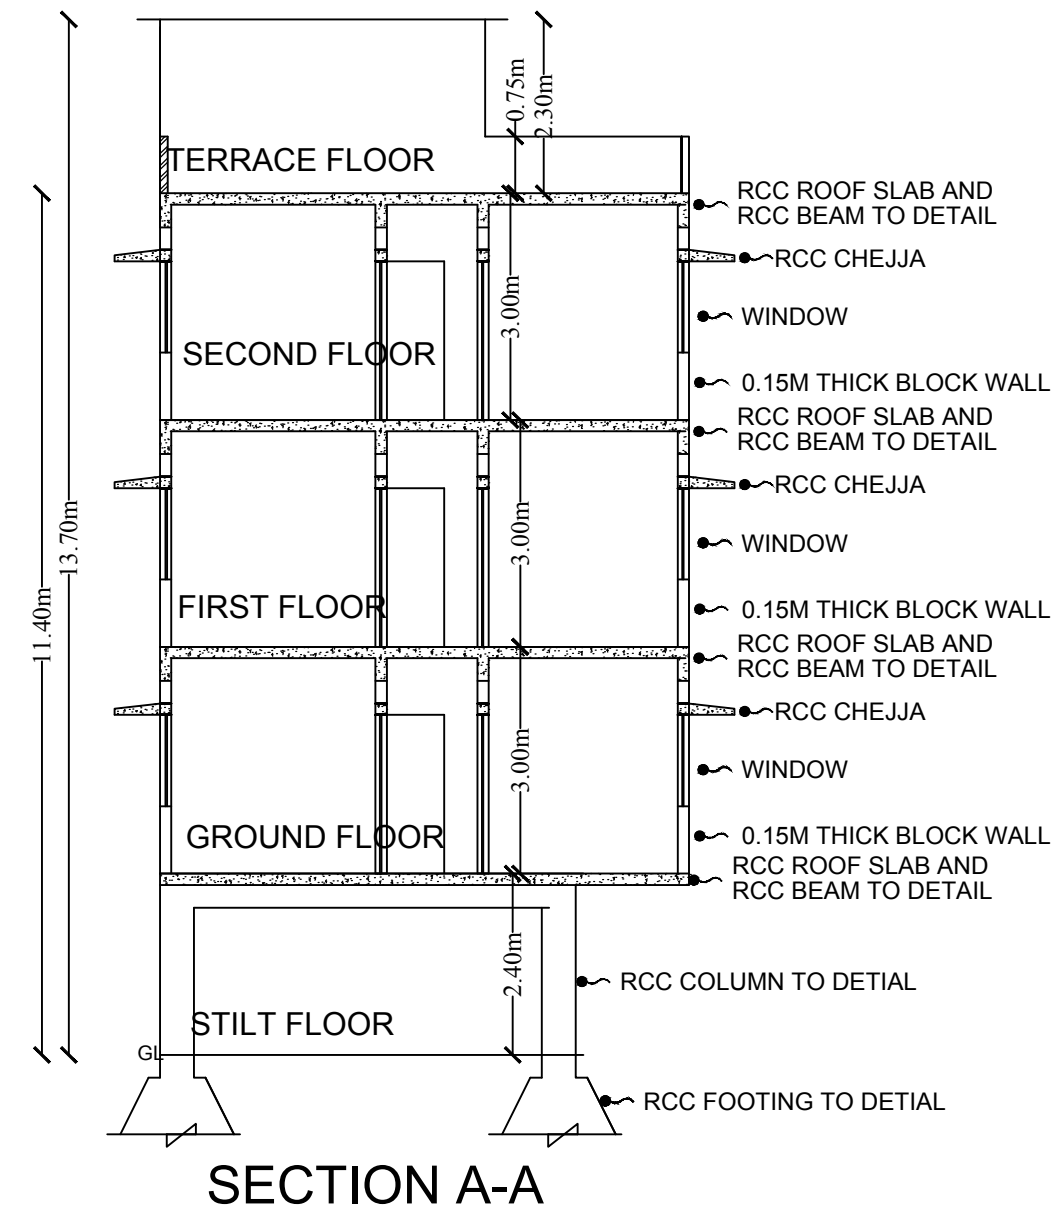 0.75m
2.30m
TERRACE FLOOR
RCC ROOF SLAB AND
RCC BEAM TO DETAIL
RCC CHEJJA
3.00m
WINDOW
SECOND FLOOR
0.15M THICK BLOCK WALL
RCC ROOF SLAB AND
RCC BEAM TO DETAIL
RCC CHEJJA
13.70m
3.00m
WINDOW
11.40m
FIRST FLOOR
0.15M THICK BLOCK WALL
RCC ROOF SLAB AND
RCC BEAM TO DETAIL
RCC CHEJJA
3.00m
WINDOW
GROUND FLOOR
0.15M THICK BLOCK WALL
RCC ROOF SLAB AND
RCC BEAM TO DETAIL
2.40m
RCC COLUMN TO DETIAL
STILT FLOOR
GL
RCC FOOTING TO DETIAL
SECTION A-A